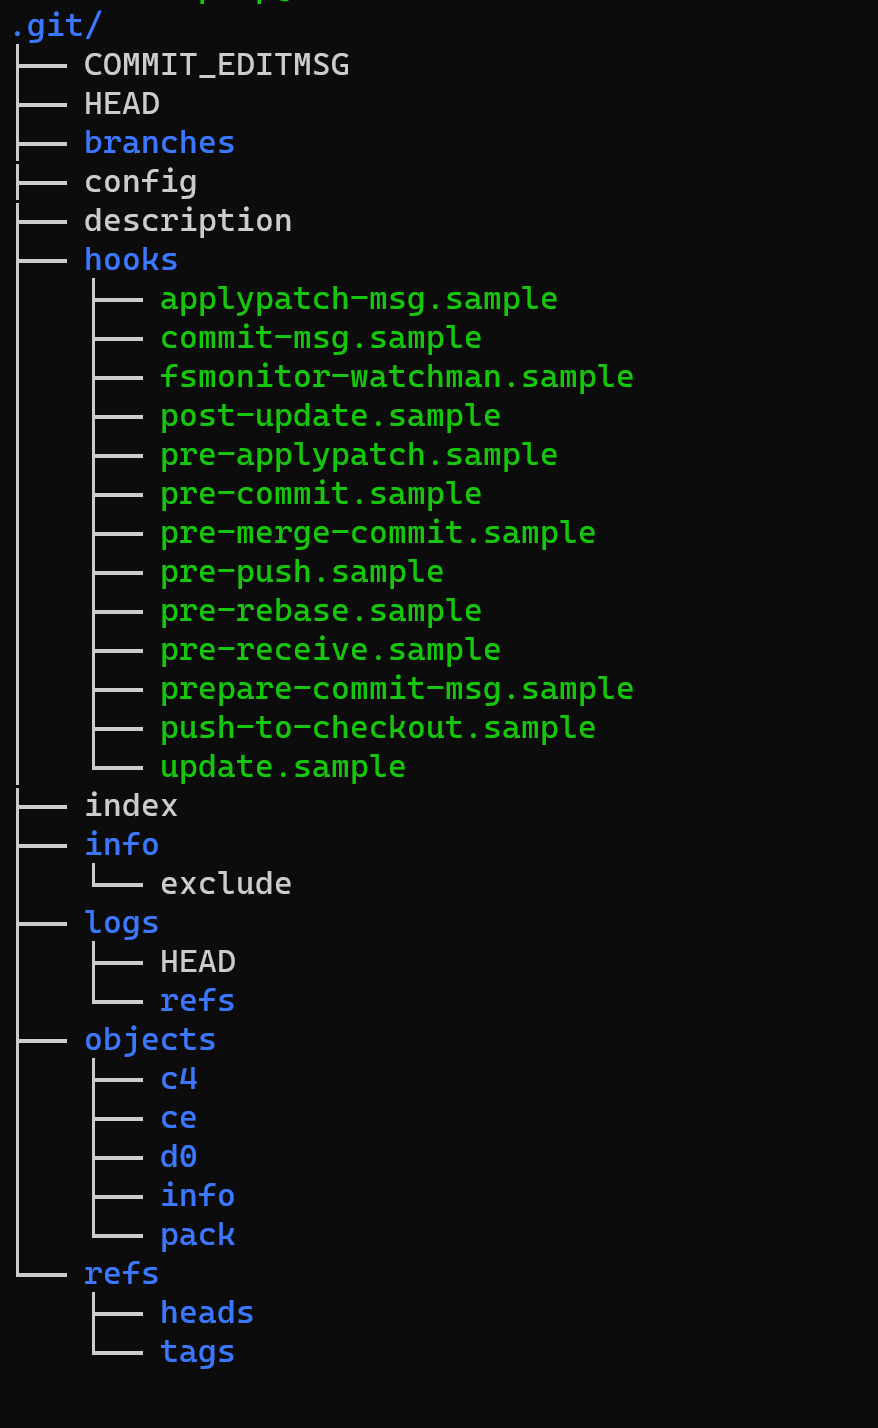 .git/
├── COMMIT_EDITMSG
├── HEAD
├── branches
├── config
├── description
├── hooks
│   ├── applypatch-msg.sample
│   ├── commit-msg.sample
│   ├── fsmonitor-watchman.sample
│   ├── post-update.sample
│   ├── pre-applypatch.sample
│   ├── pre-commit.sample
│   ├── pre-merge-commit.sample
│   ├── pre-push.sample
│   ├── pre-rebase.sample
│   ├── pre-receive.sample
│   ├── prepare-commit-msg.sample
│   ├── push-to-checkout.sample
│   └── update.sample
├── index
├── info
│   └── exclude
├── logs
│   ├── HEAD
│   └── refs
├── objects
│   ├── c4
│   ├── ce
│   ├── d0
│   ├── info
│   └── pack
└── refs
    ├── heads
    └── tags